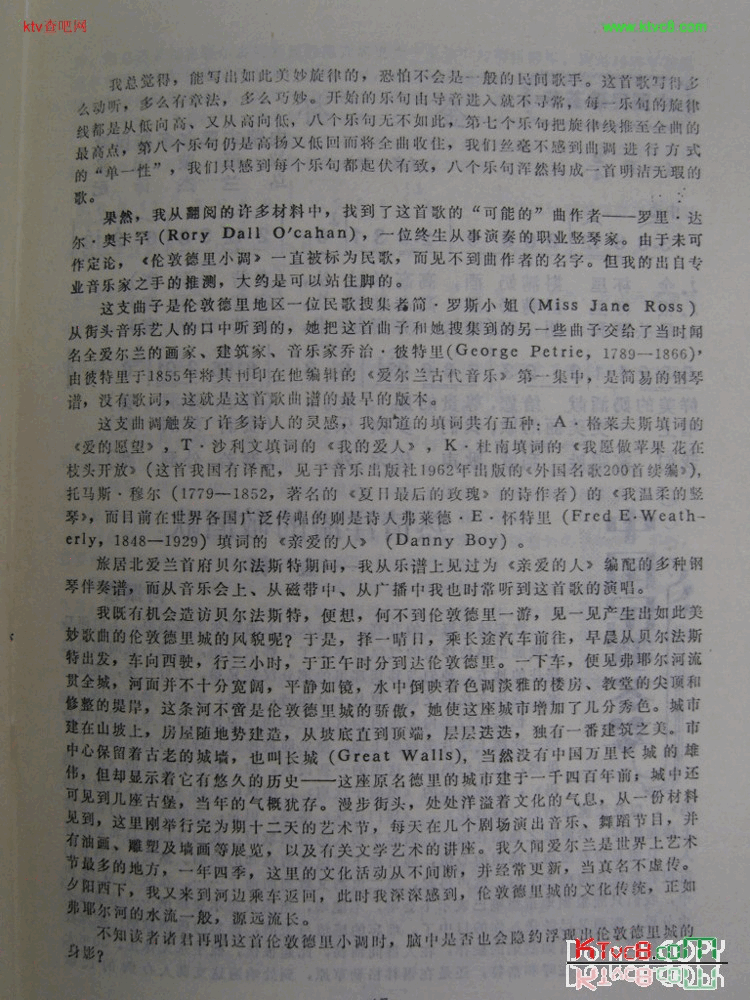 ktv查吧网
www.ktvc8.com
我总觉得，能写出如此美妙旋律的，恐怕不会是一般的民间歌手。这首歌写得多
么动听，多么有章法，多么巧妙。开始的乐句由导音进入就不寻常，每一乐句的旋律
线都是从低向高、又从高向低，八个乐句无不如此，第七个乐句把旋律线推至全曲的
最高点，第八个乐句仍是高扬又低回而将全曲收住，我们丝毫不感到曲调进行方式
的“单一性”，我们只感到每个乐句都起伏有致，八个乐句浑然构成一首明洁无瑕的
歌。
果然，我从翻阅的许多材料中，找到了这首歌的“可能的”曲作者——罗里·达
尔·奥卡罕（Rory Dall O'cahan），一位终生从事演奏的职业竖琴家。由于未可
作定论，《伦敦德里小调》一直被标为民歌，而见不到曲作者的名字。但我的出自专
业音乐家之手的推测，大约是可以站住脚的。
这支曲子是伦敦德里地区一位民歌搜集者简·罗斯小姐（Miss Jane Ross）
从街头音乐艺人的口中听到的，她把这首曲子和她搜集到的另一些曲子交给了当时闻
名全爱尔兰的画家、建筑家、音乐家乔治·彼特里(George Petrie，1789—1866)，
由彼特里于1855年将其刊印在他编辑的《爱尔兰古代音乐》第一集中，是简易的钢琴
谱，没有歌词，这就是这首歌曲谱的最早的版本。
这支曲调触发了许多诗人的灵感，我知道的填词共有五种：A·格莱夫斯填词的
《爱的愿望》，T·沙利文填词的《我的爱人》，K·杜南填词的《我愿做苹果花在
枝头开放》（这首我国有译配，见于音乐出版社1962年出版的《外国名歌200首续编》），
托马斯·穆尔（1779—1852，著名的《夏日最后的玫瑰》的诗作者）的《我温柔的竖
琴》，而目前在世界各国广泛传唱的则是诗人弗莱德·E·怀特里（Fred E·Weath-
erly，1848—1929）填词的《亲爱的人》（Danny Boy）。
旅居北爱兰首府贝尔法斯特期间，我从乐谱上见过为《亲爱的人》编配的多种钢
琴伴奏谱，而从音乐会上、从磁带中、从广播中我也时常听到这首歌的演唱。
我既有机会造访贝尔法斯特，便想，何不到伦敦德里一游，见一见产生出如此美
妙歌曲的伦敦德里城的风貌呢？于是，择一晴日，乘长途汽车前往，早晨从贝尔法斯
特出发，车向西驶，行三小时，于正午时分到达伦敦德里。一下车，便见弗耶尔河流
贯全城，河面并不十分宽阔，平静如镜，水中倒映着色调淡雅的楼房、教堂的尖顶和
修整的堤岸，这条河不啻是伦敦德里城的骄傲，她使这座城市增加了几分秀色。城市
建在山坡上，房屋随地势建造，从坡底直到顶端，层层迭迭，独有一番建筑之美。市
中心保留着古老的城墙，也叫长城（Great Walls)，当然没有中国万里长城的雄
伟，但却显示着它有悠久的历史——这座原名德里的城市建于一千四百年前；城中还
可见到几座古堡，当年的气概犹存。漫步街头，处处洋溢着文化的气息，从一份材料
见到，这里刚举行完为期十二天的艺术节，每天在几个剧场演出音乐、舞蹈节目，并
有油画、雕塑及墙画等展览，以及有关文学艺术的讲座。我久闻爱尔兰是世界上艺术
节最多的地方，一年四季，这里的文化活动从不间断，并经常更新，当真名不虚传。
夕阳西下，我又来到河边乘车返回，此时我深深感到，伦敦德里城的文化传统，正如
弗耶尔河的水流一般，源远流长。
不知读者诸君再唱这首伦敦德里小调时，脑中是否也会隐约浮现出伦敦德里城的
身影？
KTvc8.COPY